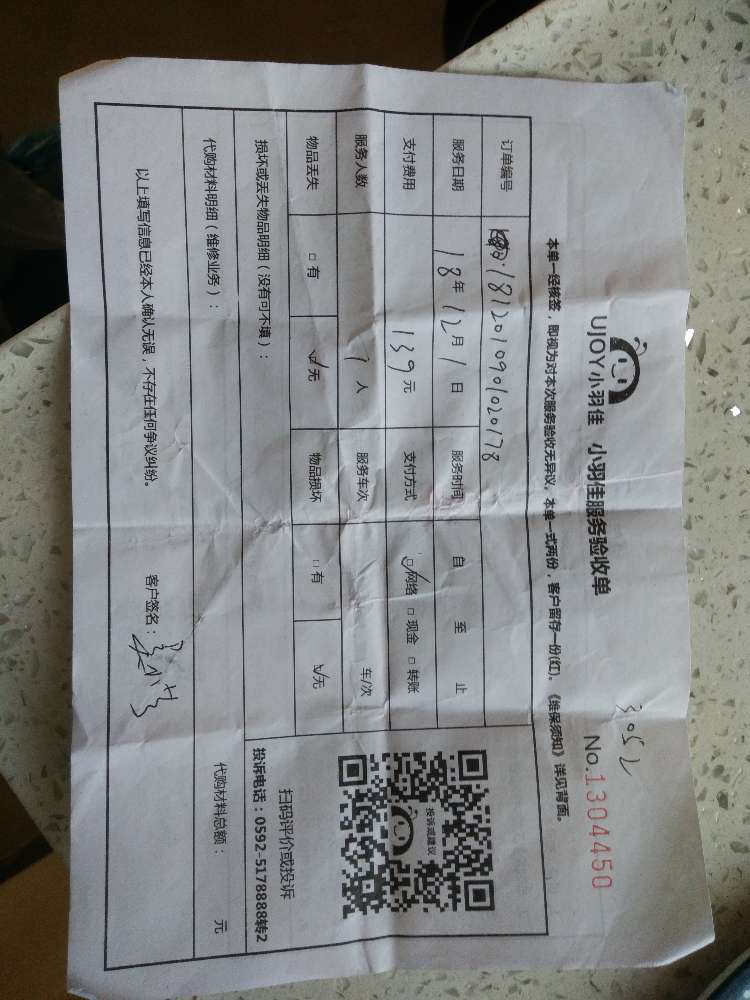 3052
UJOY小羽佳 小羽佳服务验收单 No.1304450
本单一经核签，即视为对本次服务验收无异议，本单一式两份，客户留存一份(红)。《维保须知》详见背面。
订单编号 :1812010901020178
服务日期 18年12月1日 服务时间 自 至 止
支付费用 139元 支付方式 ☑网络 □现金 □转账
服务人数 1人 服务车次 车/次
物品丢失 □有 ☑无 物品损坏 □有 ☑无
损坏或丢失物品明细（没有可不填）：
投诉或建议
扫码评价或投诉
投诉电话：0592-5178888转2
代购材料明细（维修业务）： 代购材料总额： 元
以上填写信息已经本人确认无误，不存在任何争议纠纷。 客户签名：